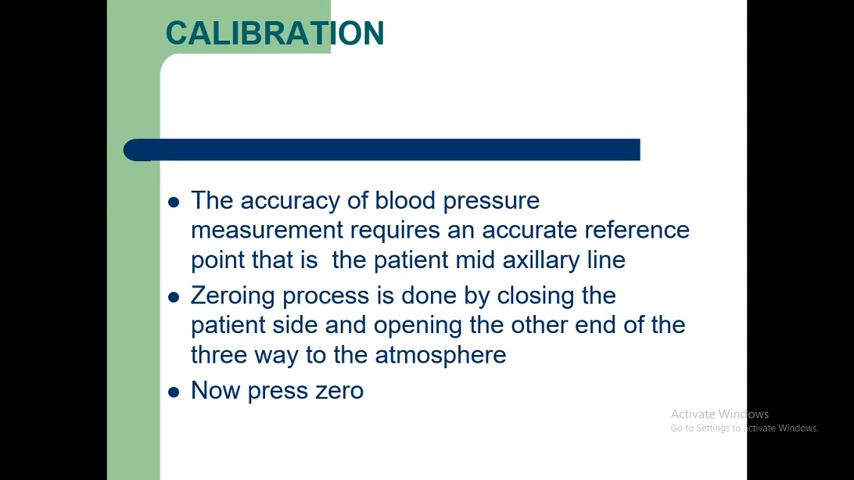 CALIBRATION
● The accuracy of blood pressure
measurement requires an accurate reference
point that is  the patient mid axillary line
● Zeroing process is done by closing the
patient side and opening the other end of the
three way to the atmosphere
● Now press zero
Activate Windows
Go to Settings to activate Windows.